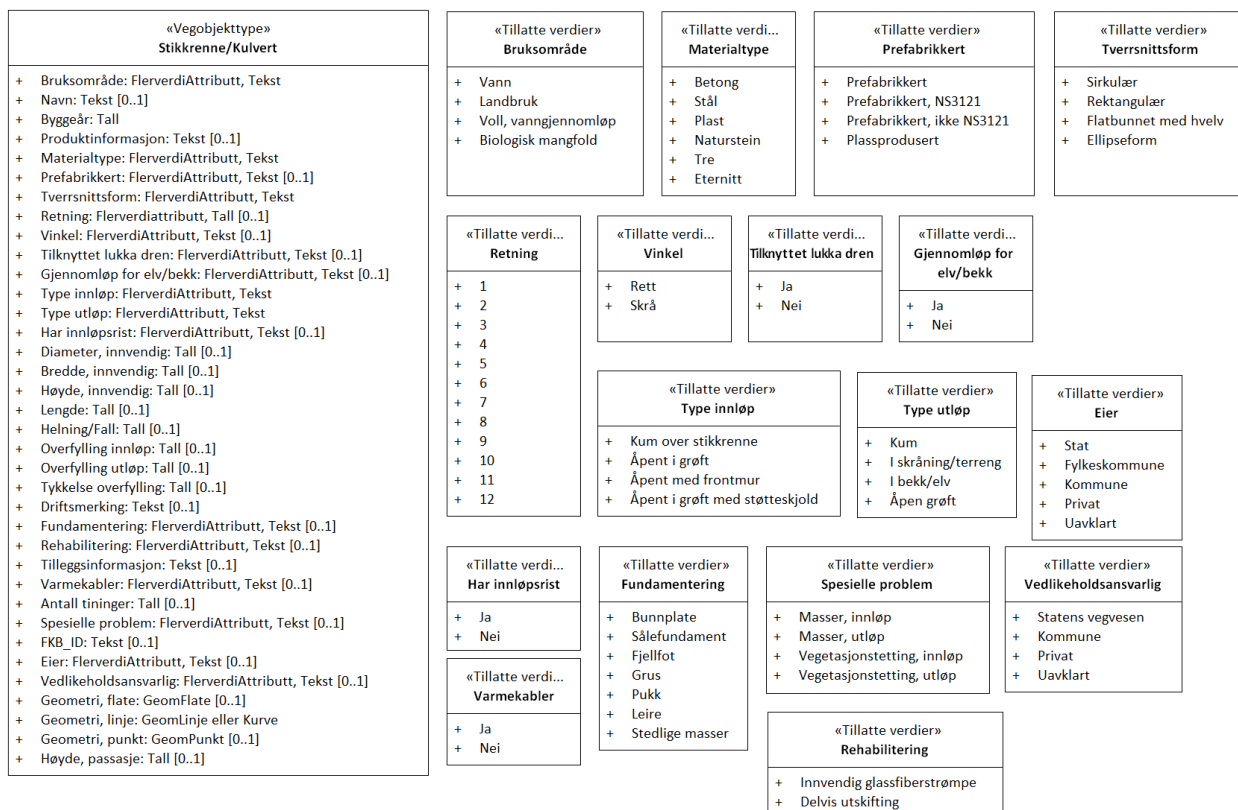 «Vegobjekttype»
Stikkrenne/Kulvert
+ Bruksområde: FlerverdiAttributt, Tekst
+ Navn: Tekst [0..1]
+ Byggeår: Tall
+ Produktinformasjon: Tekst [0..1]
+ Materialtype: FlerverdiAttributt, Tekst
+ Prefabrikkert: FlerverdiAttributt, Tekst [0..1]
+ Tverrsnittsform: FlerverdiAttributt, Tekst
+ Retning: Flerverdiattributt, Tall [0..1]
+ Vinkel: FlerverdiAttributt, Tekst [0..1]
+ Tilknyttet lukka dren: FlerverdiAttributt, Tekst [0..1]
+ Gjennomløp for elv/bekk: FlerverdiAttributt, Tekst [0..1]
+ Type innløp: FlerverdiAttributt, Tekst
+ Type utløp: FlerverdiAttributt, Tekst
+ Har innløpsrist: FlerverdiAttributt, Tekst [0..1]
+ Diameter, innvendig: Tall [0..1]
+ Bredde, innvendig: Tall [0..1]
+ Høyde, innvendig: Tall [0..1]
+ Lengde: Tall [0..1]
+ Helning/Fall: Tall [0..1]
+ Overfylling innløp: Tall [0..1]
+ Overfylling utløp: Tall [0..1]
+ Tykkelse overfylling: Tall [0..1]
+ Driftsmerking: Tekst [0..1]
+ Fundamentering: FlerverdiAttributt, Tekst [0..1]
+ Rehabilitering: FlerverdiAttributt, Tekst [0..1]
+ Tilleggsinformasjon: Tekst [0..1]
+ Varmekabler: FlerverdiAttributt, Tekst [0..1]
+ Antall tininger: Tall [0..1]
+ Spesielle problem: FlerverdiAttributt, Tekst [0..1]
+ FKB_ID: Tekst [0..1]
+ Eier: FlerverdiAttributt, Tekst [0..1]
+ Vedlikeholdsansvarlig: FlerverdiAttributt, Tekst [0..1]
+ Geometri, flate: GeomFlate [0..1]
+ Geometri, linje: GeomLinje eller Kurve
+ Geometri, punkt: GeomPunkt [0..1]
+ Høyde, passasje: Tall [0..1]
«Tillatte verdier»
Bruksområde
+ Vann
+ Landbruk
+ Voll, vanngjennomløp
+ Biologisk mangfold
«Tillatte verdi...
Materialtype
+ Betong
+ Stål
+ Plast
+ Naturstein
+ Tre
+ Eternitt
«Tillatte verdier»
Prefabrikkert
+ Prefabrikkert
+ Prefabrikkert, NS3121
+ Prefabrikkert, ikke NS3121
+ Plassprodusert
«Tillatte verdier»
Tverrsnittsform
+ Sirkulær
+ Rektangulær
+ Flatbunnet med hvelv
+ Ellipseform
«Tillatte verdi...
Retning
+ 1
+ 2
+ 3
+ 4
+ 5
+ 6
+ 7
+ 8
+ 9
+ 10
+ 11
+ 12
«Tillatte verdi...
Vinkel
+ Rett
+ Skrå
«Tillatte verdi...
Tilknyttet lukka dren
+ Ja
+ Nei
«Tillatte verdi...
Gjennomløp for
elv/bekk
+ Ja
+ Nei
«Tillatte verdier»
Type innløp
+ Kum over stikkrenne
+ Åpent i grøft
+ Åpent med frontmur
+ Åpent i grøft med støtteskjold
«Tillatte verdier»
Type utløp
+ Kum
+ I skråning/terreng
+ I bekk/elv
+ Åpen grøft
«Tillatte verdier»
Eier
+ Stat
+ Fylkeskommune
+ Kommune
+ Privat
+ Uavklart
«Tillatte verdi...
Har innløpsrist
+ Ja
+ Nei
«Tillatte verdier»
Fundamentering
+ Bunnplate
+ Sålefundament
+ Fjellfot
+ Grus
+ Pukk
+ Leire
+ Stedlige masser
«Tillatte verdier»
Spesielle problem
+ Masser, innløp
+ Masser, utløp
+ Vegetasjonstetting, innløp
+ Vegetasjonstetting, utløp
«Tillatte verdier»
Vedlikeholdsansvarlig
+ Statens vegvesen
+ Kommune
+ Privat
+ Uavklart
«Tillatte verdi...
Varmekabler
+ Ja
+ Nei
«Tillatte verdier»
Rehabilitering
+ Innvendig glassfiberstrømpe
+ Delvis utskifting